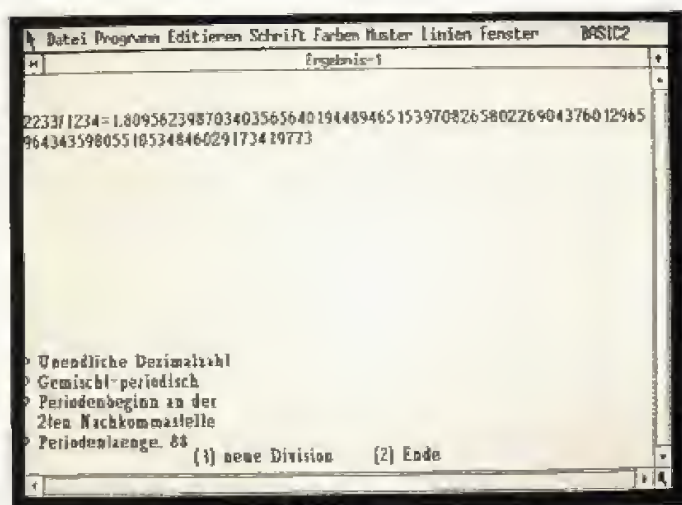 Datei Programm Editieren Schrift Farben Muster Linien Fenster BASIC2
Ergebnis-1
2233/1234=1.809562398703403565640194489465153970826580226904376012965
96434359805510534846029173419773
> Unendliche Dezimalzahl
> Gemischt-periodisch
> Periodenbeginn an der
2ten Nachkommastelle
> Periodenlaenge. 88
(1) neue Division (2) Ende